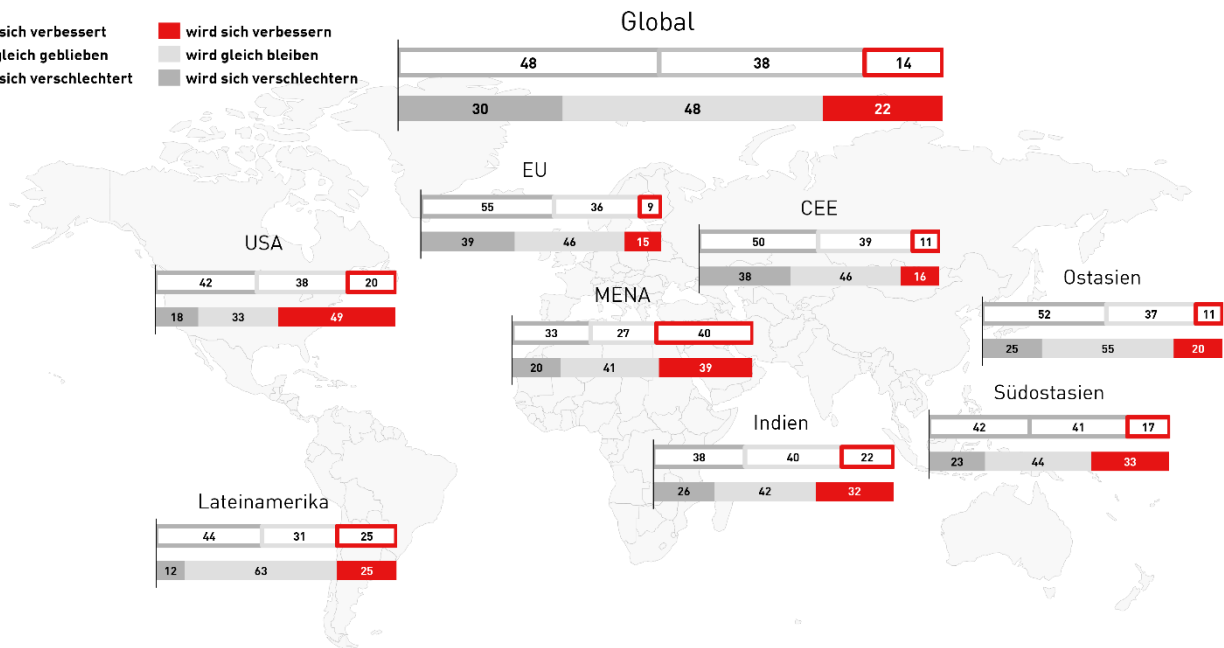 sich verbessert
wird sich verbessern
gleich geblieben
wird gleich bleiben
sich verschlechtert
wird sich verschlechtern
Global
48 38 14
30 48 22
EU
55 36 9
39 46 15
CEE
50 39 11
38 46 16
USA
42 38 20
18 33 49
MENA
33 27 40
20 41 39
Ostasien
52 37 11
25 55 20
Südostasien
42 41 17
23 44 33
Indien
38 40 22
26 42 32
Lateinamerika
44 31 25
12 63 25